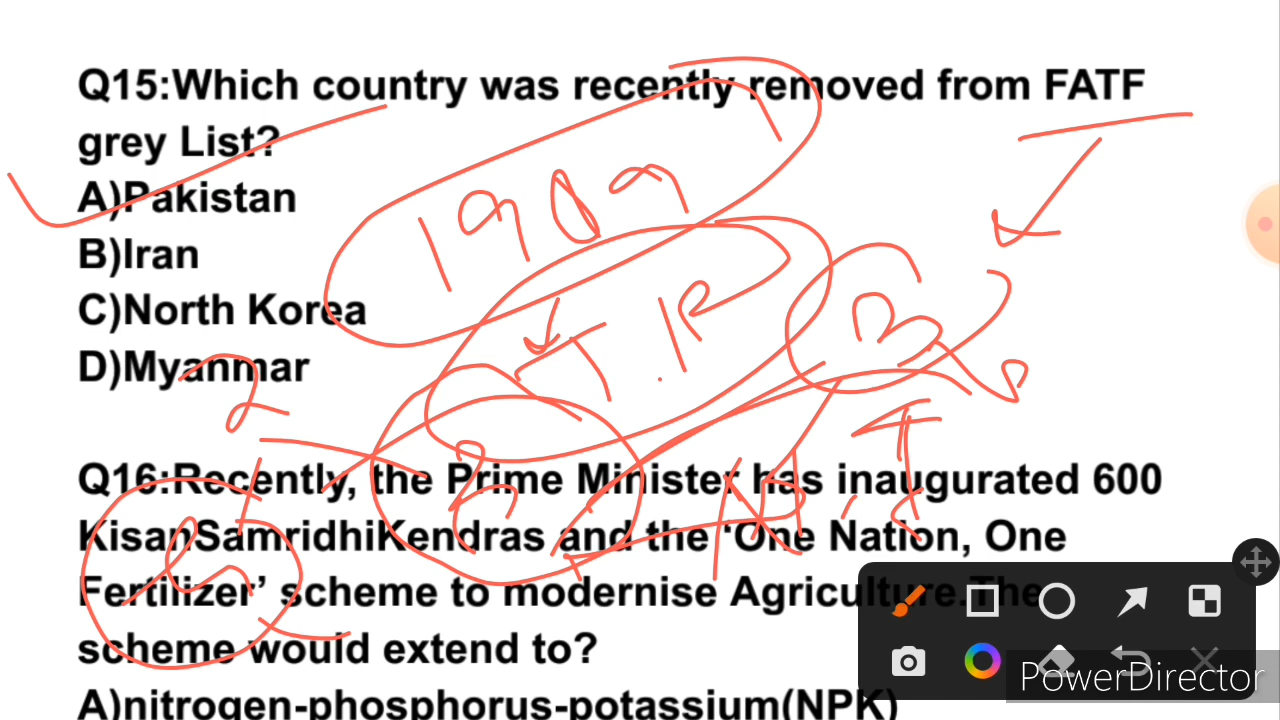 Q15:Which country was recently removed from FATF
grey List?
A)Pakistan
B)Iran
C)North Korea
D)Myanmar
1989
2
Q16:Recently, the Prime Minister has inaugurated 600
KisanSamridhiKendras and the ‘One Nation, One
Fertilizer’ scheme to modernise Agriculture.The
scheme would extend to?
A)nitrogen-phosphorus-potassium(NPK)
PowerDirector